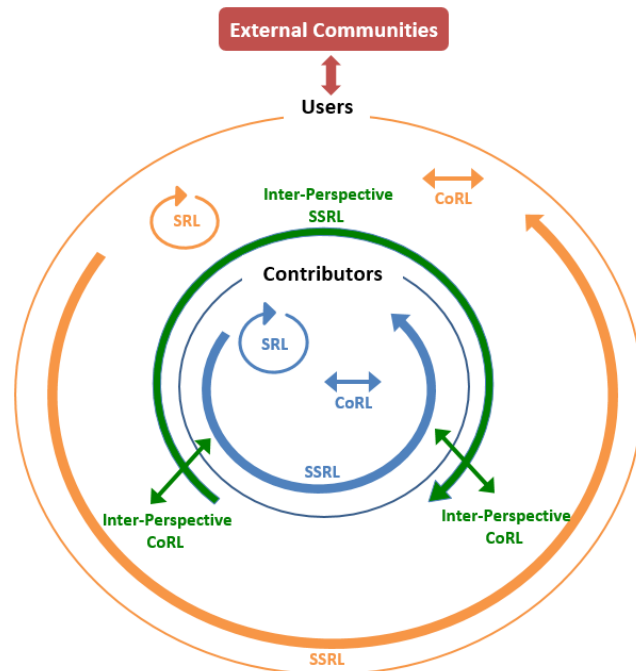 External Communities
Users
CoRL
Inter-Perspective
SSRL
SRL
Contributors
SRL
CoRL
SSRL
Inter-Perspective
CoRL
Inter-Perspective
CoRL
SSRL